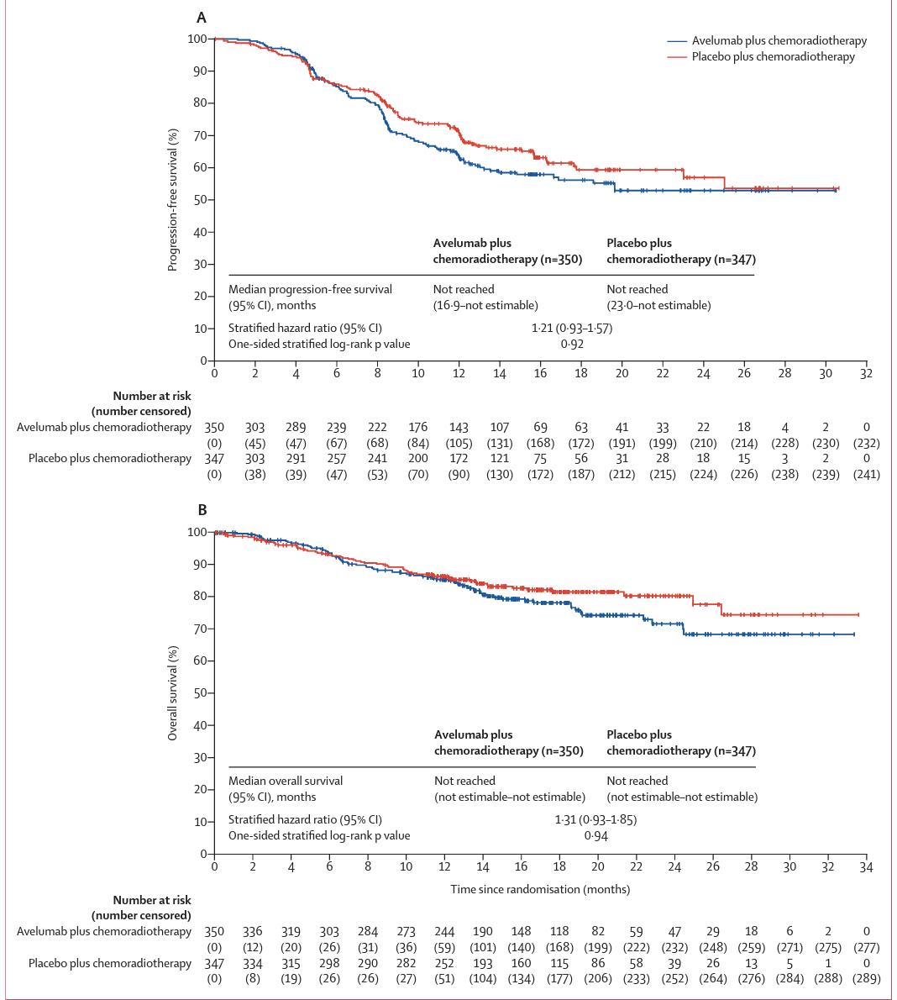 A
100
90
80
70
60
50
40
30
20
10
0
Progression-free survival (%)
Avelumab plus chemoradiotherapy
Placebo plus chemoradiotherapy
Avelumab plus chemoradiotherapy (n=350) Placebo plus chemoradiotherapy (n=347)
Median progression-free survival (95% CI), months Not reached (16·9–not estimable) Not reached (23·0–not estimable)
Stratified hazard ratio (95% CI) 1·21 (0·93–1·57)
One-sided stratified log-rank p value 0·92
0 2 4 6 8 10 12 14 16 18 20 22 24 26 28 30 32
Number at risk
(number censored)
Avelumab plus chemoradiotherapy 350 303 289 239 222 176 143 107 69 63 41 33 22 18 4 2 0
(0) (45) (47) (67) (68) (84) (105) (131) (168) (172) (191) (199) (210) (214) (228) (230) (232)
Placebo plus chemoradiotherapy 347 303 291 257 241 200 172 121 75 56 31 28 18 15 3 2 0
(0) (38) (39) (47) (53) (70) (90) (130) (172) (187) (212) (215) (224) (226) (238) (239) (241)
B
100
90
80
70
60
50
40
30
20
10
0
Overall survival (%)
Avelumab plus chemoradiotherapy (n=350) Placebo plus chemoradiotherapy (n=347)
Median overall survival (95% CI), months Not reached (not estimable–not estimable) Not reached (not estimable–not estimable)
Stratified hazard ratio (95% CI) 1·31 (0·93–1·85)
One-sided stratified log-rank p value 0·94
0 2 4 6 8 10 12 14 16 18 20 22 24 26 28 30 32 34
Time since randomisation (months)
Number at risk
(number censored)
Avelumab plus chemoradiotherapy 350 336 319 303 284 273 244 190 148 118 82 59 47 29 18 6 2 0
(0) (12) (20) (26) (31) (36) (59) (101) (140) (168) (199) (222) (232) (248) (259) (271) (275) (277)
Placebo plus chemoradiotherapy 347 334 315 298 290 282 252 193 160 115 86 58 39 26 13 5 1 0
(0) (8) (19) (26) (26) (27) (51) (104) (134) (177) (206) (233) (252) (264) (276) (284) (288) (289)